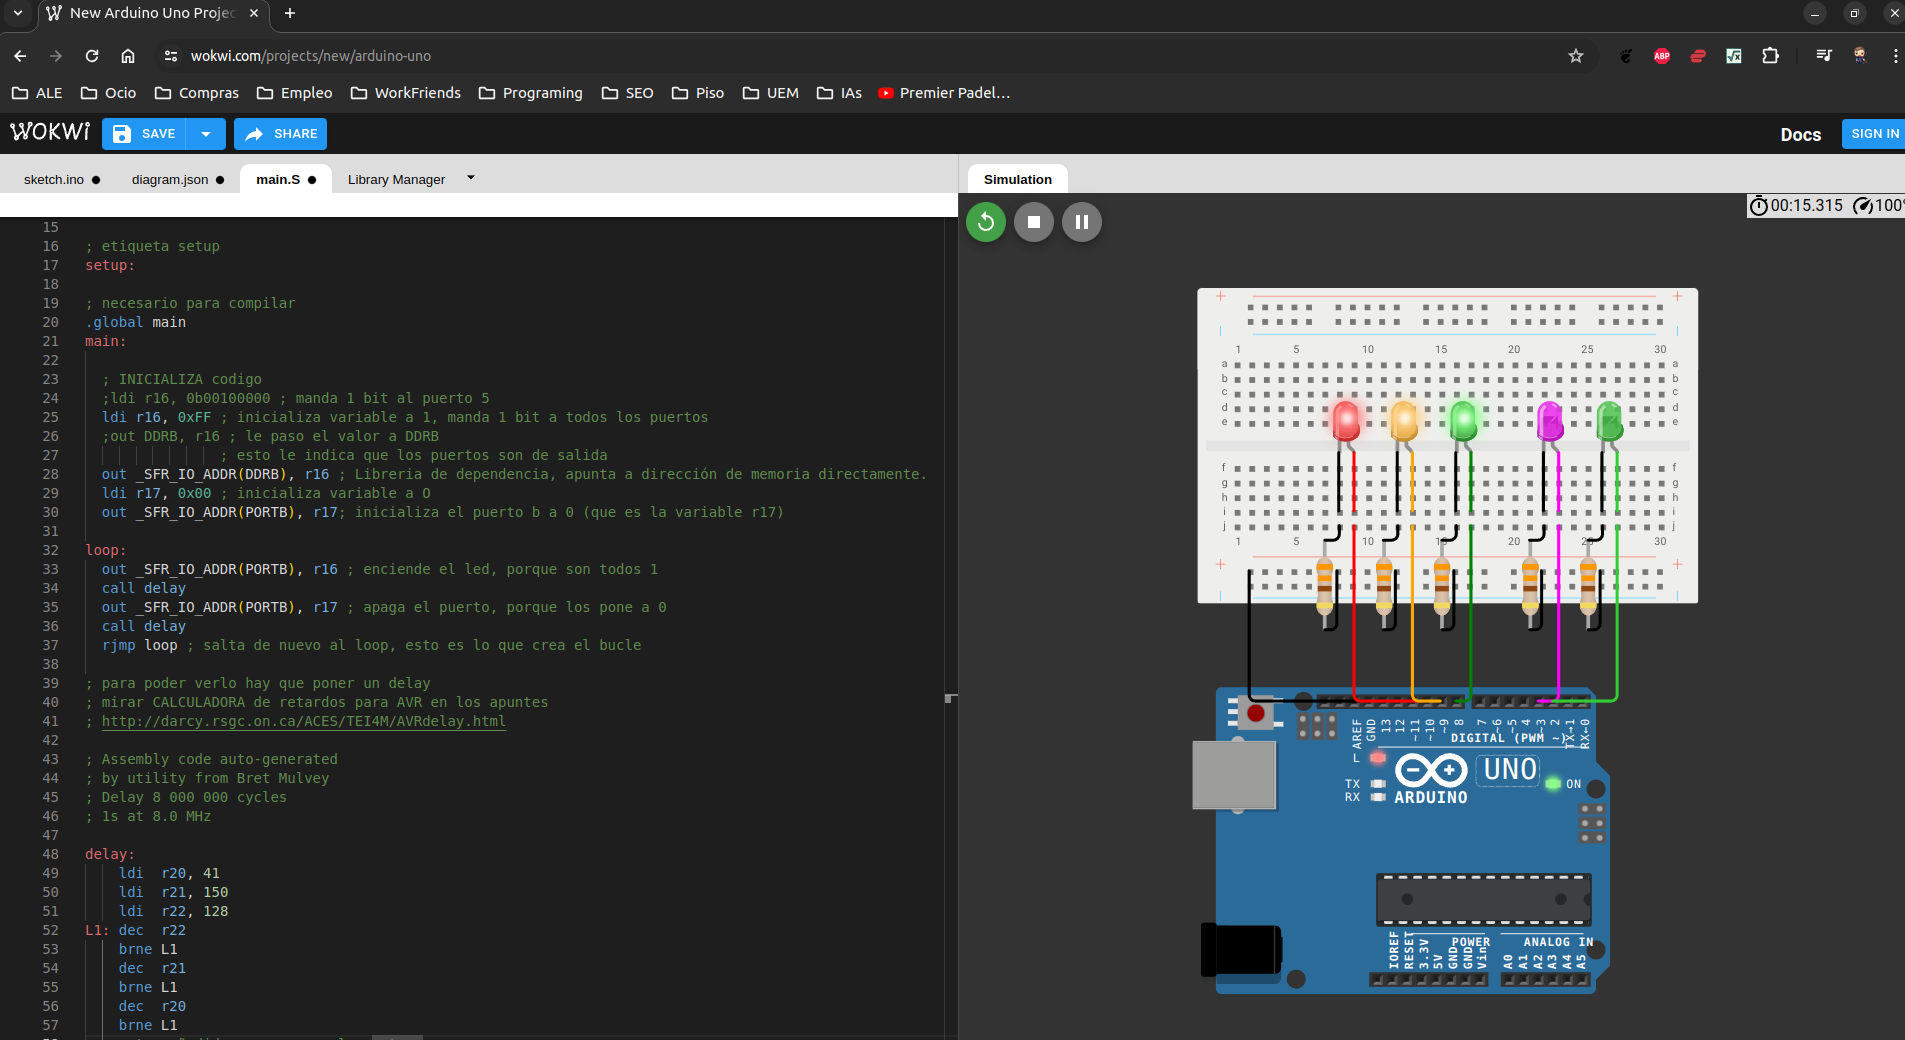 New Arduino Uno Projec
wokwi.com/projects/new/arduino-uno
ABP
ALE Ocio Compras Empleo WorkFriends Programing SEO Piso UEM IAs Premier Padel…
WOKWi SAVE SHARE Docs SIGN IN
sketch.ino diagram.json main.S Library Manager
Simulation
00:15.315 100%
15
16 ; etiqueta setup
17 setup:
18
19 ; necesario para compilar
20 .global main
21 main:
22
23 ; INICIALIZA codigo
24 ;ldi r16, 0b00100000 ; manda 1 bit al puerto 5
25 ldi r16, 0xFF ; inicializa variable a 1, manda 1 bit a todos los puertos
26 ;out DDRB, r16 ; le paso el valor a DDRB
27 ; esto le indica que los puertos son de salida
28 out _SFR_IO_ADDR(DDRB), r16 ; Libreria de dependencia, apunta a dirección de memoria directamente.
29 ldi r17, 0x00 ; inicializa variable a O
30 out _SFR_IO_ADDR(PORTB), r17; inicializa el puerto b a 0 (que es la variable r17)
31
32 loop:
33 out _SFR_IO_ADDR(PORTB), r16 ; enciende el led, porque son todos 1
34 call delay
35 out _SFR_IO_ADDR(PORTB), r17 ; apaga el puerto, porque los pone a 0
36 call delay
37 rjmp loop ; salta de nuevo al loop, esto es lo que crea el bucle
38
39 ; para poder verlo hay que poner un delay
40 ; mirar CALCULADORA de retardos para AVR en los apuntes
41 ; http://darcy.rsgc.on.ca/ACES/TEI4M/AVRdelay.html
42
43 ; Assembly code auto-generated
44 ; by utility from Bret Mulvey
45 ; Delay 8 000 000 cycles
46 ; 1s at 8.0 MHz
47
48 delay:
49 ldi r20, 41
50 ldi r21, 150
51 ldi r22, 128
52 L1: dec r22
53 brne L1
54 dec r21
55 brne L1
56 dec r20
57 brne L1
1 5 10 15 20 25 30
a a
b b
c c
d d
e e
f f
g g
h h
i i
j j
1 5 10 15 20 25 30
AREF GND 13 12 ~11 ~10 ~9 8 7 ~6 ~5 4 ~3 2 TX→1 RX←0
DIGITAL (PWM ~)
L
UNO
TX ON
RX ARDUINO
IOREF RESET 3.3V 5V GND GND Vin A0 A1 A2 A3 A4 A5
POWER ANALOG IN